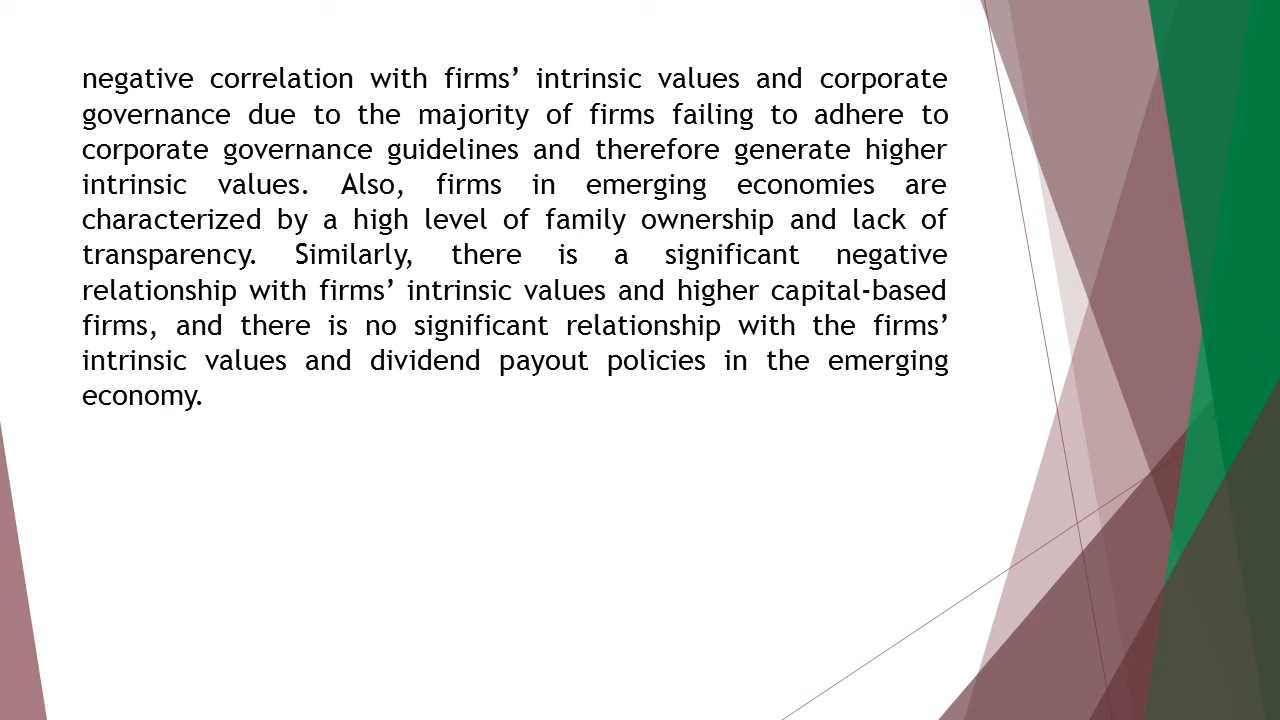 negative correlation with firms’ intrinsic values and corporate
governance due to the majority of firms failing to adhere to
corporate governance guidelines and therefore generate higher
intrinsic values. Also, firms in emerging economies are
characterized by a high level of family ownership and lack of
transparency. Similarly, there is a significant negative
relationship with firms’ intrinsic values and higher capital-based
firms, and there is no significant relationship with the firms’
intrinsic values and dividend payout policies in the emerging
economy.